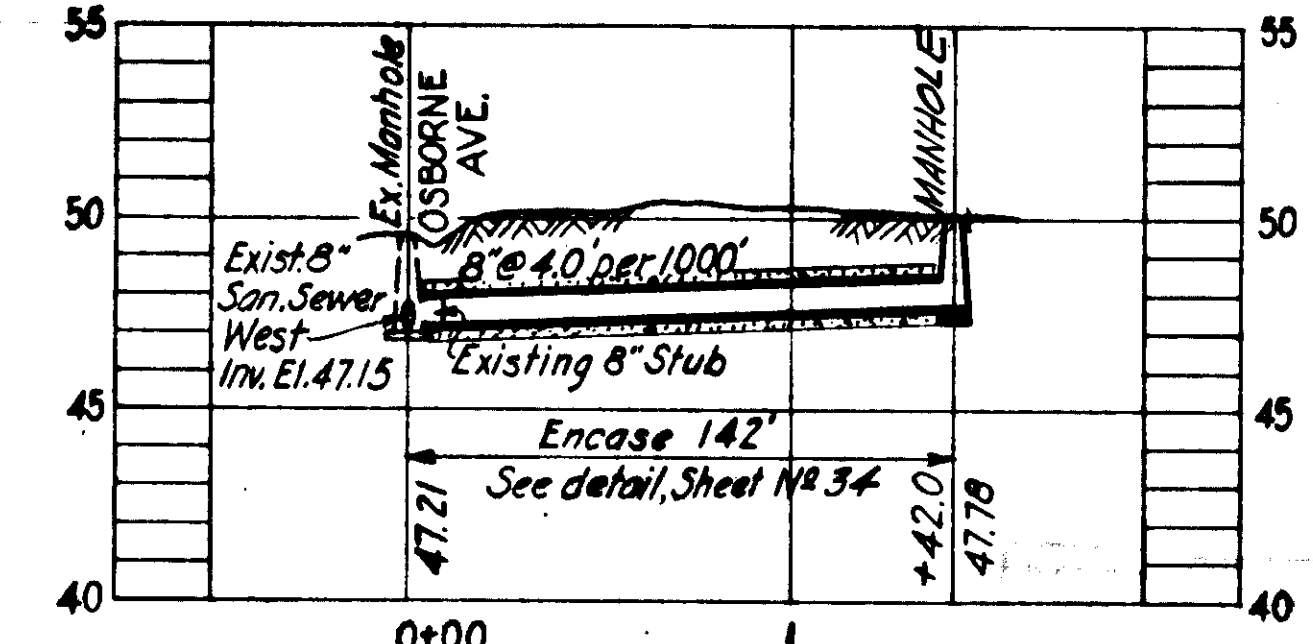 55
55
Ex. Manhole
OSBORNE
AVE.
MANHOLE
50
50
Exist. 8"
San. Sewer
West
Inv. El. 47.15
8" @ 4.0' per 1000'
Existing 8" Stub
45
45
Encase 142'
See detail, Sheet Nº 34
47.21
+42.0
47.78
40
40
0+00
1